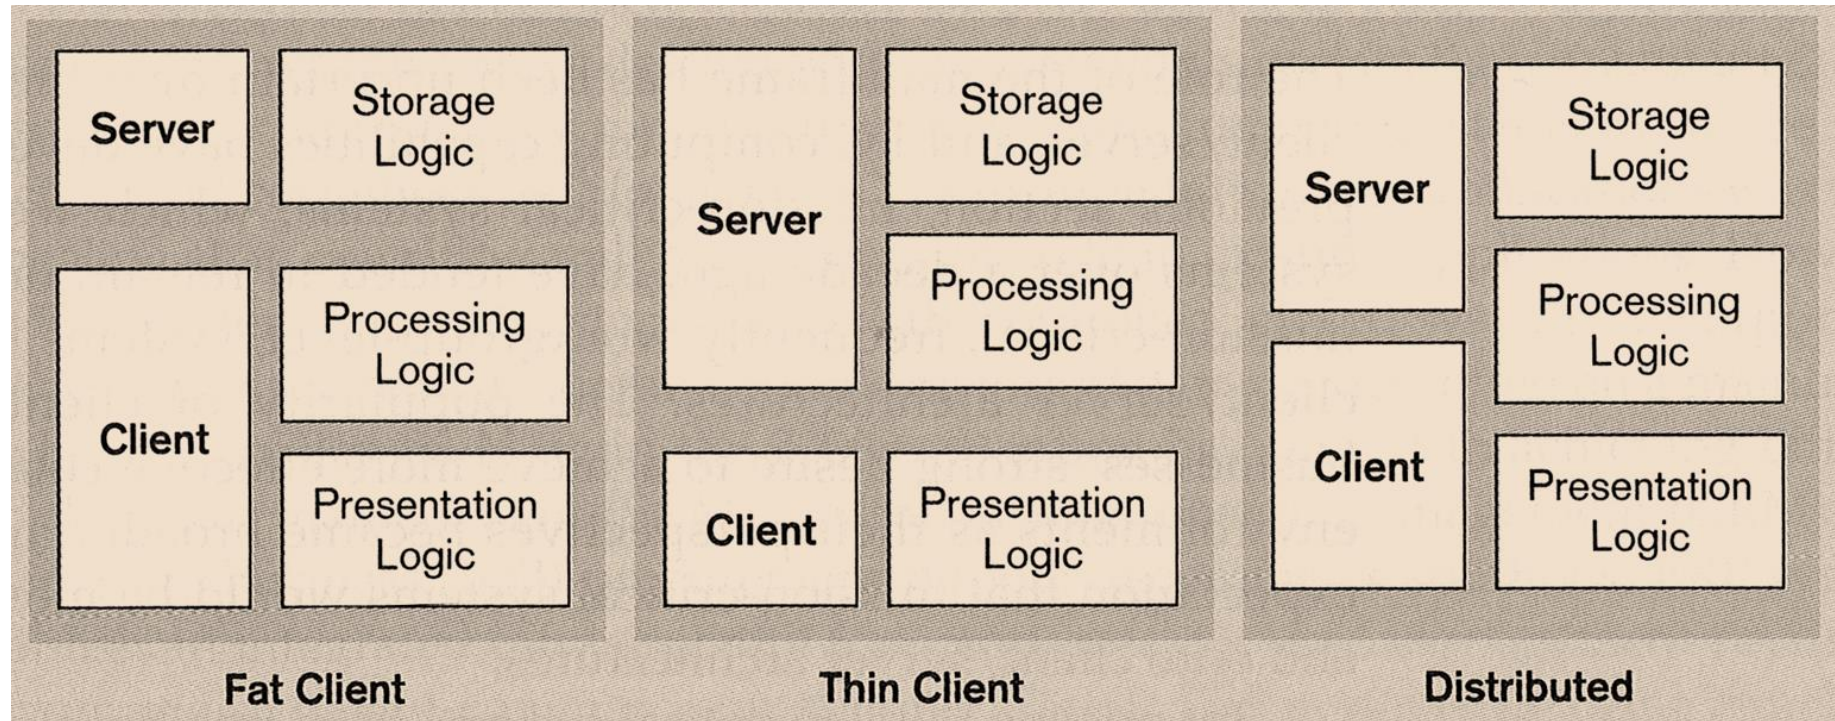 Server
Storage
Logic
Client
Processing
Logic
Presentation
Logic
Fat Client
Server
Storage
Logic
Processing
Logic
Client
Presentation
Logic
Thin Client
Server
Storage
Logic
Processing
Logic
Client
Presentation
Logic
Distributed